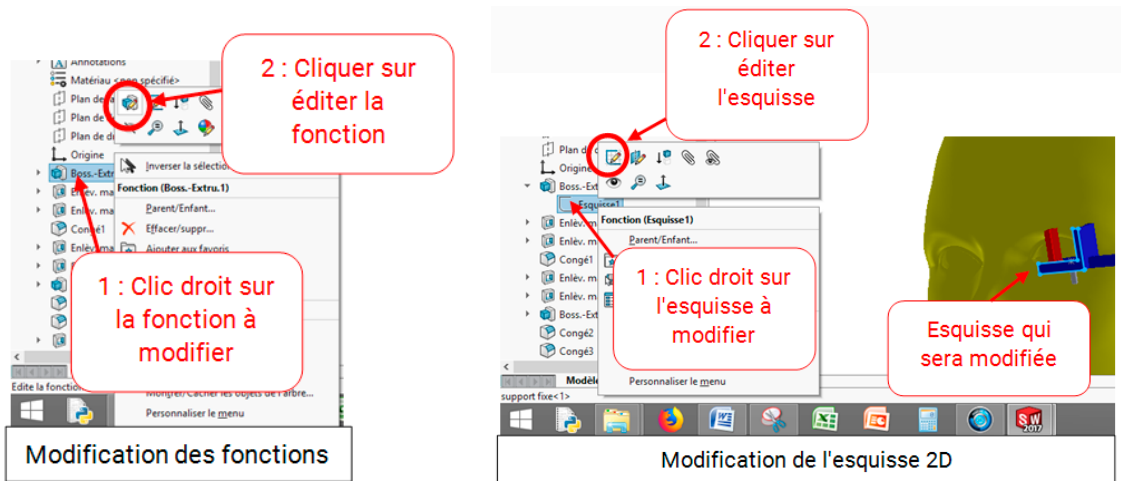 Annotations
Matériau <non spécifié>
Plan de
Plan de
Plan de
Origine
Boss.-Extr
Enlèv. ma
Enlèv. ma
Congé1
Enlèv. ma
2 : Cliquer sur
éditer la
fonction
Inverser la sélection
Fonction (Boss.-Extru.1)
Parent/Enfant...
Effacer/suppr...
Ajouter aux favoris
1 : Clic droit sur
la fonction à
modifier
Edite la fonction
Montrer/Cacher les objets de l'arbre...
Personnaliser le menu
Modification des fonctions
2 : Cliquer sur
éditer
l'esquisse
Plan de d
Origine
Boss.-Ext
Esquisse1
Enlèv. m
Enlèv. m
Congé1
Enlèv. m
Enlèv. m
Boss.-Ext
Congé2
Congé3
Fonction (Esquisse1)
Parent/Enfant...
1 : Clic droit sur
l'esquisse à
modifier
Esquisse qui
sera modifiée
Modèle
Personnaliser le menu
support fixe<1>
SW
2017
Modification de l'esquisse 2D